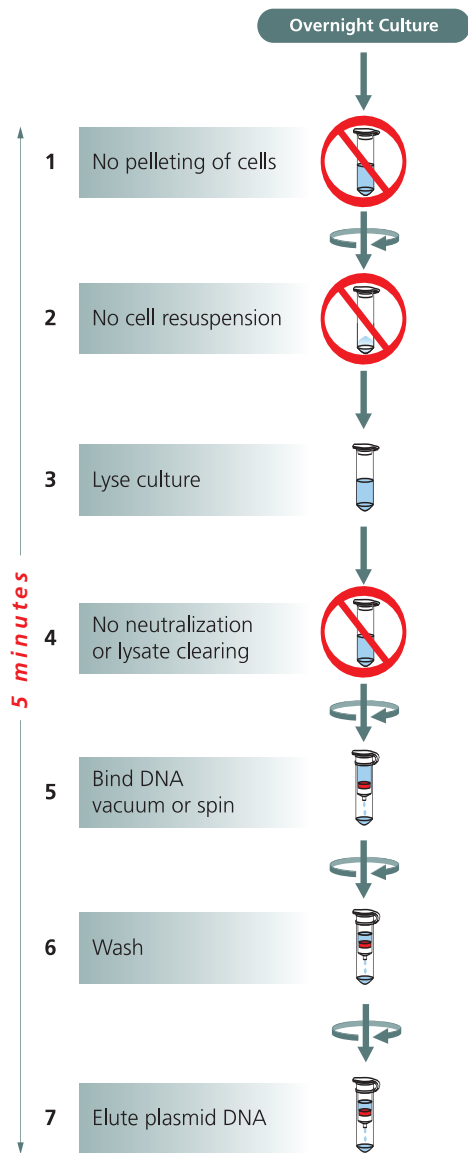 Overnight Culture
1 No pelleting of cells
2 No cell resuspension
3 Lyse culture
4 No neutralization
or lysate clearing
5 Bind DNA
vacuum or spin
6 Wash
7 Elute plasmid DNA
5 minutes